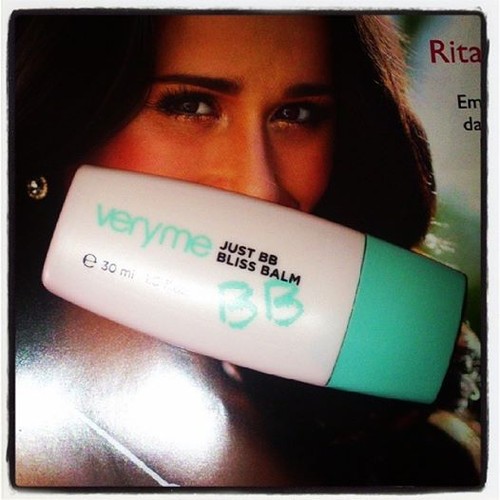 Rita
Em
da
veryme
JUST BB
BLISS BALM
e 30 ml
BB